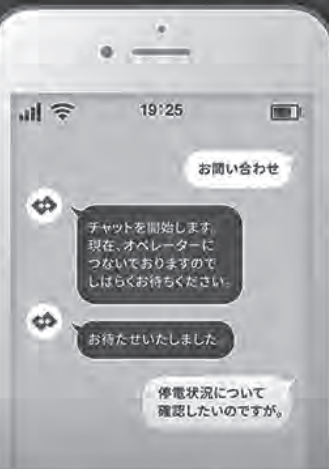 19:25
お問い合わせ
チャットを開始します。
現在、オペレーターに
つないでおりますので
しばらくお待ちください。
お待たせいたしました
停電状況について
確認したいのですが。